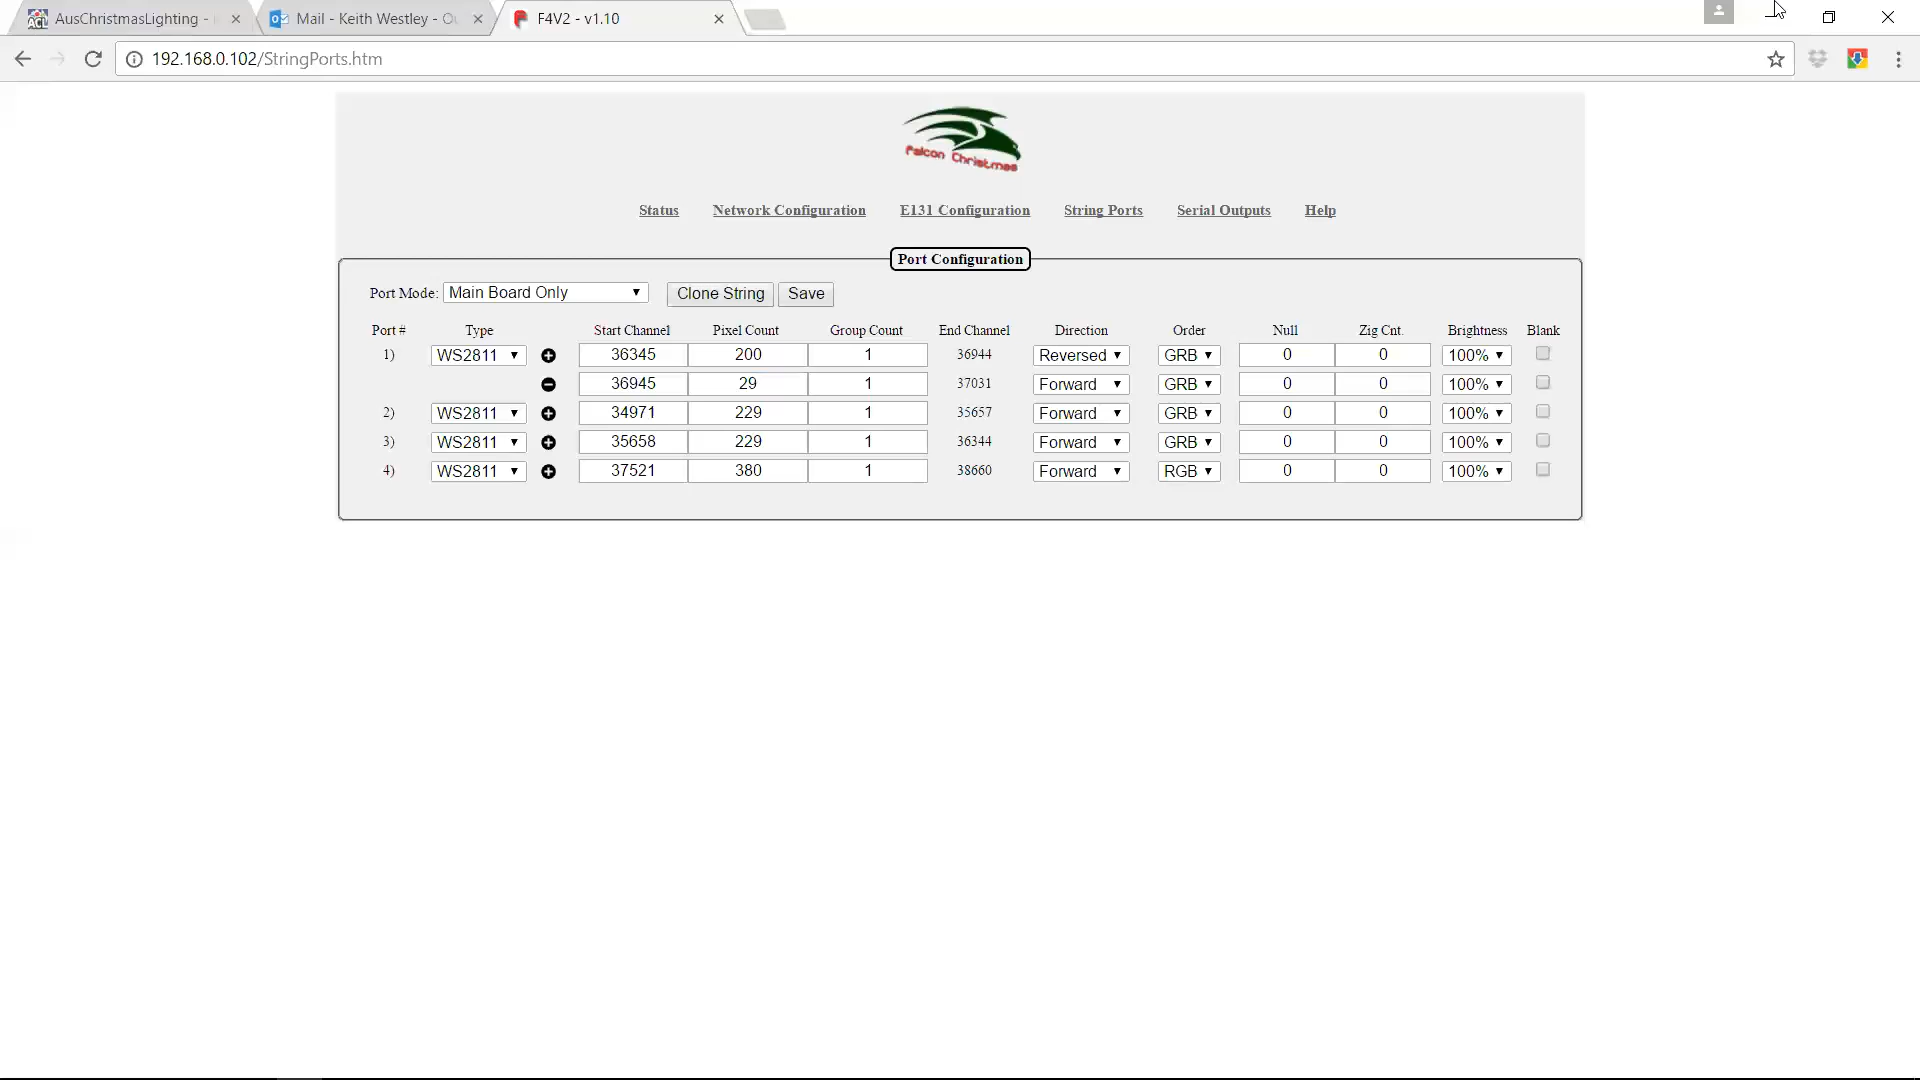 AusChristmasLighting -
Mail - Keith Westley - Ou
F4V2 - v1.10
192.168.0.102/StringPorts.htm
Falcon Christmas
Status Network Configuration E131 Configuration String Ports Serial Outputs Help
Port Configuration
Port Mode: Main Board Only Clone String Save
Port # Type Start Channel Pixel Count Group Count End Channel Direction Order Null Zig Cnt. Brightness Blank
1) WS2811 36345 200 1 36944 Reversed GRB 0 0 100%
36945 29 1 37031 Forward GRB 0 0 100%
2) WS2811 34971 229 1 35657 Forward GRB 0 0 100%
3) WS2811 35658 229 1 36344 Forward GRB 0 0 100%
4) WS2811 37521 380 1 38660 Forward RGB 0 0 100%